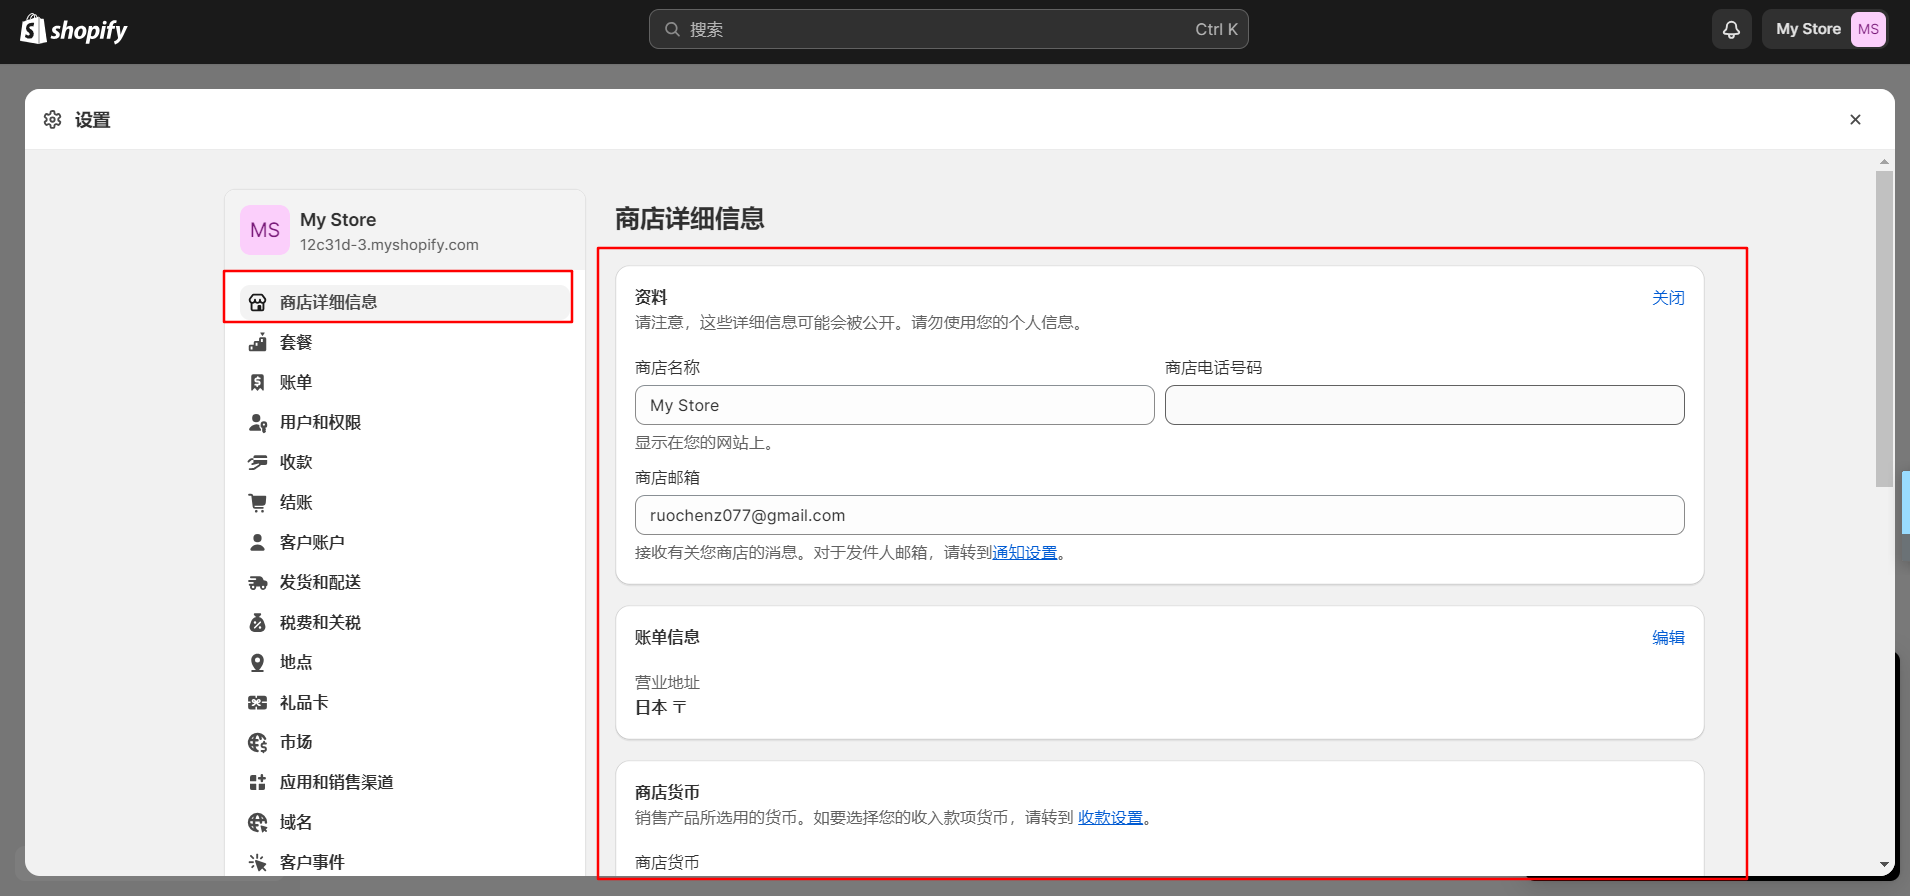 shopify
搜索
Ctrl K
My Store
MS
设置
MS
My Store
12c31d-3.myshopify.com
商店详细信息
套餐
账单
用户和权限
收款
结账
客户账户
发货和配送
税费和关税
地点
礼品卡
市场
应用和销售渠道
域名
客户事件
商店详细信息
资料
关闭
请注意，这些详细信息可能会被公开。请勿使用您的个人信息。
商店名称
商店电话号码
My Store
显示在您的网站上。
商店邮箱
ruochenz077@gmail.com
接收有关您商店的消息。对于发件人邮箱，请转到通知设置。
账单信息
编辑
营业地址
日本 〒
商店货币
销售产品所选用的货币。如要选择您的收入款项货币，请转到 收款设置。
商店货币